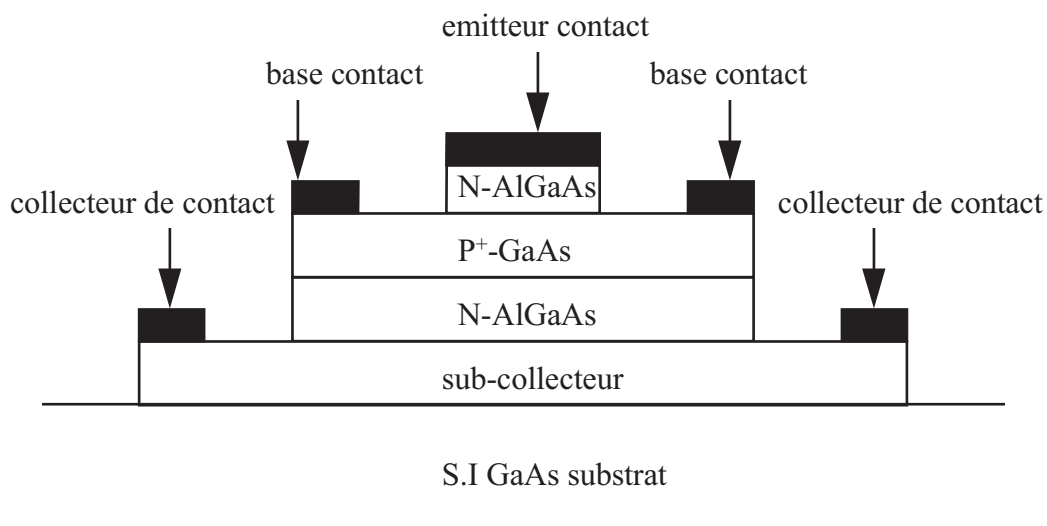 emitteur contact
base contact
base contact
N-AlGaAs
collecteur de contact
collecteur de contact
P⁺-GaAs
N-AlGaAs
sub-collecteur
S.I GaAs substrat